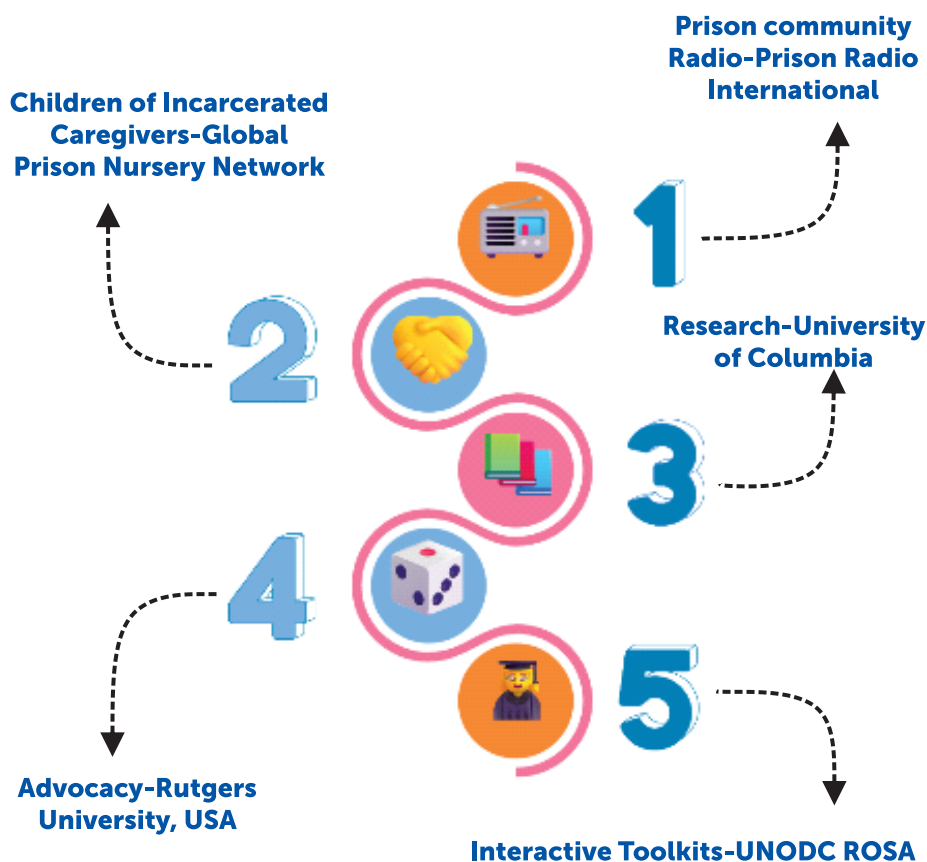 Prison community
Radio-Prison Radio
International
1
Children of Incarcerated
Caregivers-Global
Prison Nursery Network
2
Research-University
of Columbia
3
4
Advocacy-Rutgers
University, USA
5
Interactive Toolkits-UNODC ROSA